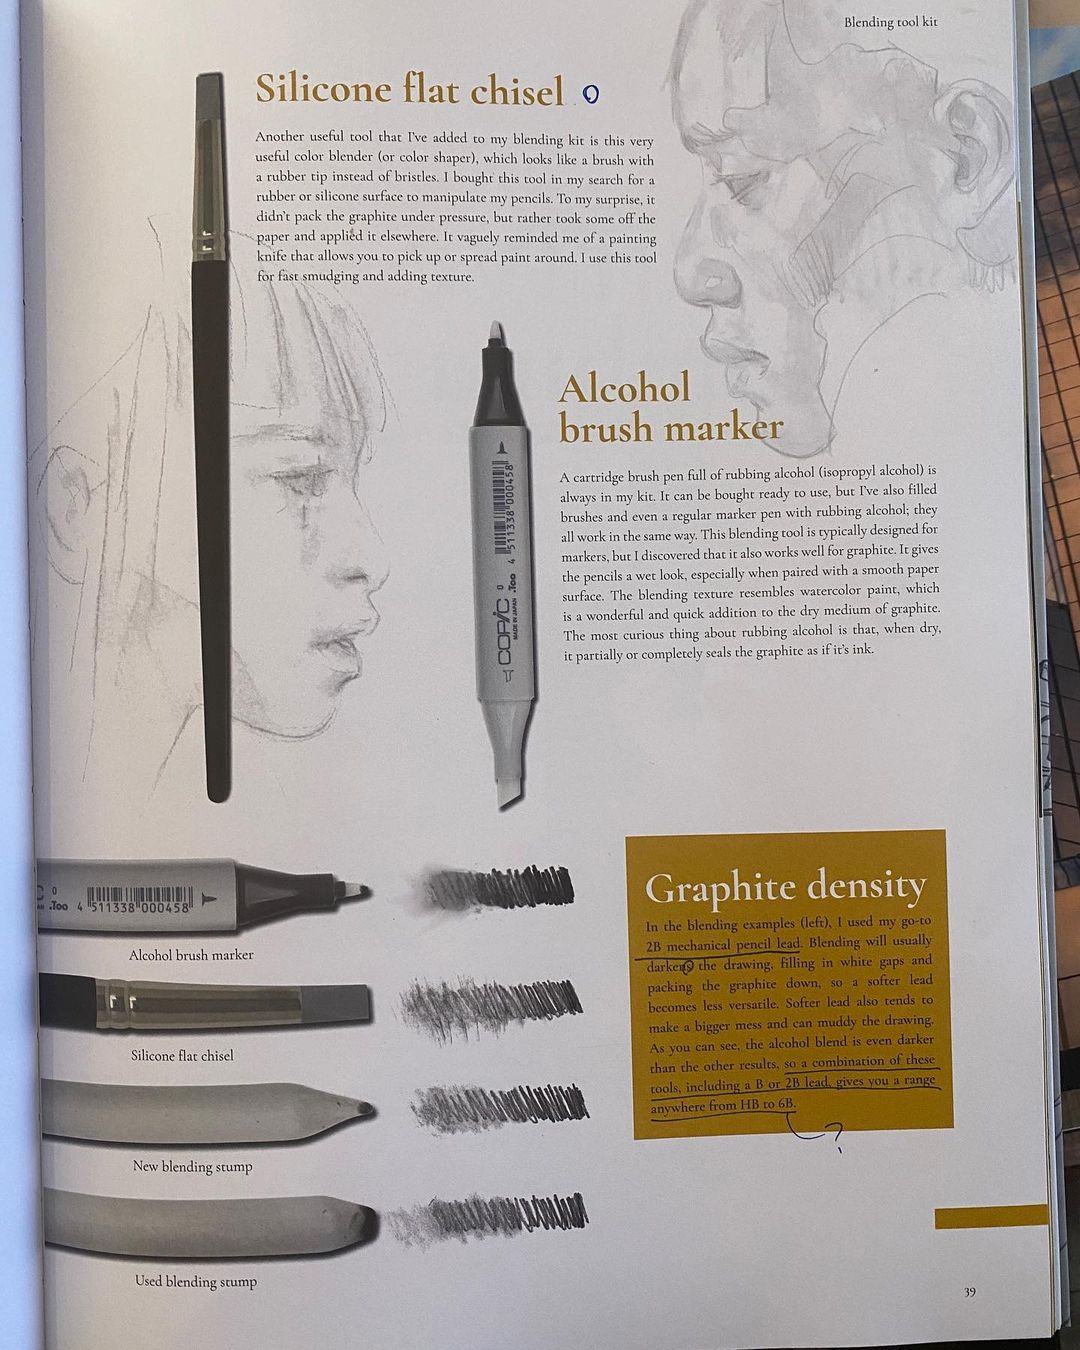 Blending tool kit
Silicone flat chisel
Another useful tool that I've added to my blending kit is this very
useful color blender (or color shaper), which looks like a brush with
a rubber tip instead of bristles. I bought this tool in my search for a
rubber or silicone surface to manipulate my pencils. To my surprise, it
didn't pack the graphite under pressure, but rather took some off the
paper and applied it elsewhere. It vaguely reminded me of a painting
knife that allows you to pick up or spread paint around. I use this tool
for fast smudging and adding texture.
Alcohol
brush marker
A cartridge brush pen full of rubbing alcohol (isopropyl alcohol) is
always in my kit. It can be bought ready to use, but I've also filled
brushes and even a regular marker pen with rubbing alcohol; they
all work in the same way. This blending tool is typically designed for
markers, but I discovered that it also works well for graphite. It gives
the pencils a wet look, especially when paired with a smooth paper
surface. The blending texture resembles watercolor paint, which
is a wonderful and quick addition to the dry medium of graphite.
The most curious thing about rubbing alcohol is that, when dry,
it partially or completely seals the graphite as if it's ink.
COPIC 0 .Too
MADE IN JAPAN
4 511338 000458
C 0
AN .Too 4 511338 000458
Alcohol brush marker
Silicone flat chisel
New blending stump
Used blending stump
Graphite density
In the blending examples (left), I used my go-to
2B mechanical pencil lead. Blending will usually
darkens the drawing, filling in white gaps and
packing the graphite down, so a softer lead
becomes less versatile. Softer lead also tends to
make a bigger mess and can muddy the drawing.
As you can see, the alcohol blend is even darker
than the other results, so a combination of these
tools, including a B or 2B lead, gives you a range
anywhere from HB to 6B.
?
39